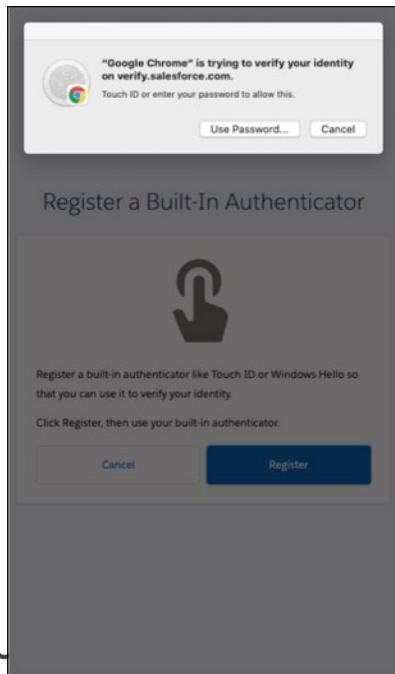 “Google Chrome” is trying to verify your identity
on verify.salesforce.com.
Touch ID or enter your password to allow this.
Use Password... Cancel
Register a Built-In Authenticator
Register a built-in authenticator like Touch ID or Windows Hello so
that you can use it to verify your identity.
Click Register, then use your built-in authenticator.
Cancel Register